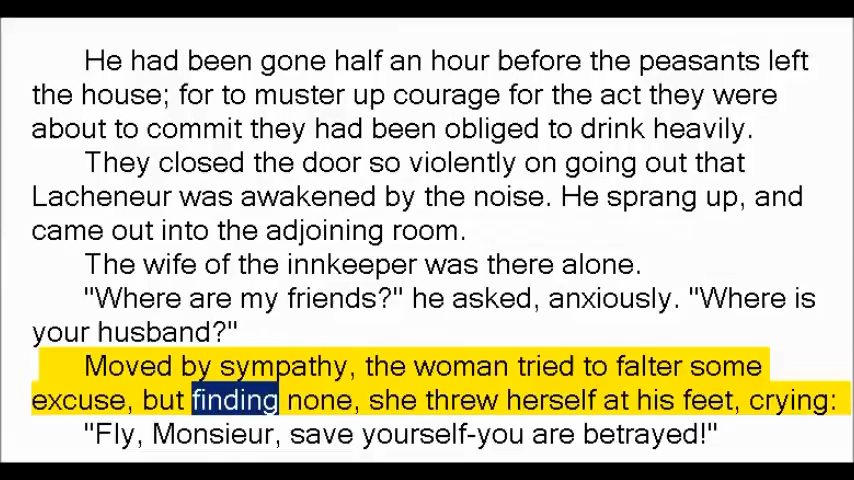 He had been gone half an hour before the peasants left
the house; for to muster up courage for the act they were
about to commit they had been obliged to drink heavily.
They closed the door so violently on going out that
Lacheneur was awakened by the noise. He sprang up, and
came out into the adjoining room.
The wife of the innkeeper was there alone.
"Where are my friends?" he asked, anxiously. "Where is
your husband?"
Moved by sympathy, the woman tried to falter some
excuse, but finding none, she threw herself at his feet, crying:
"Fly, Monsieur, save yourself-you are betrayed!"